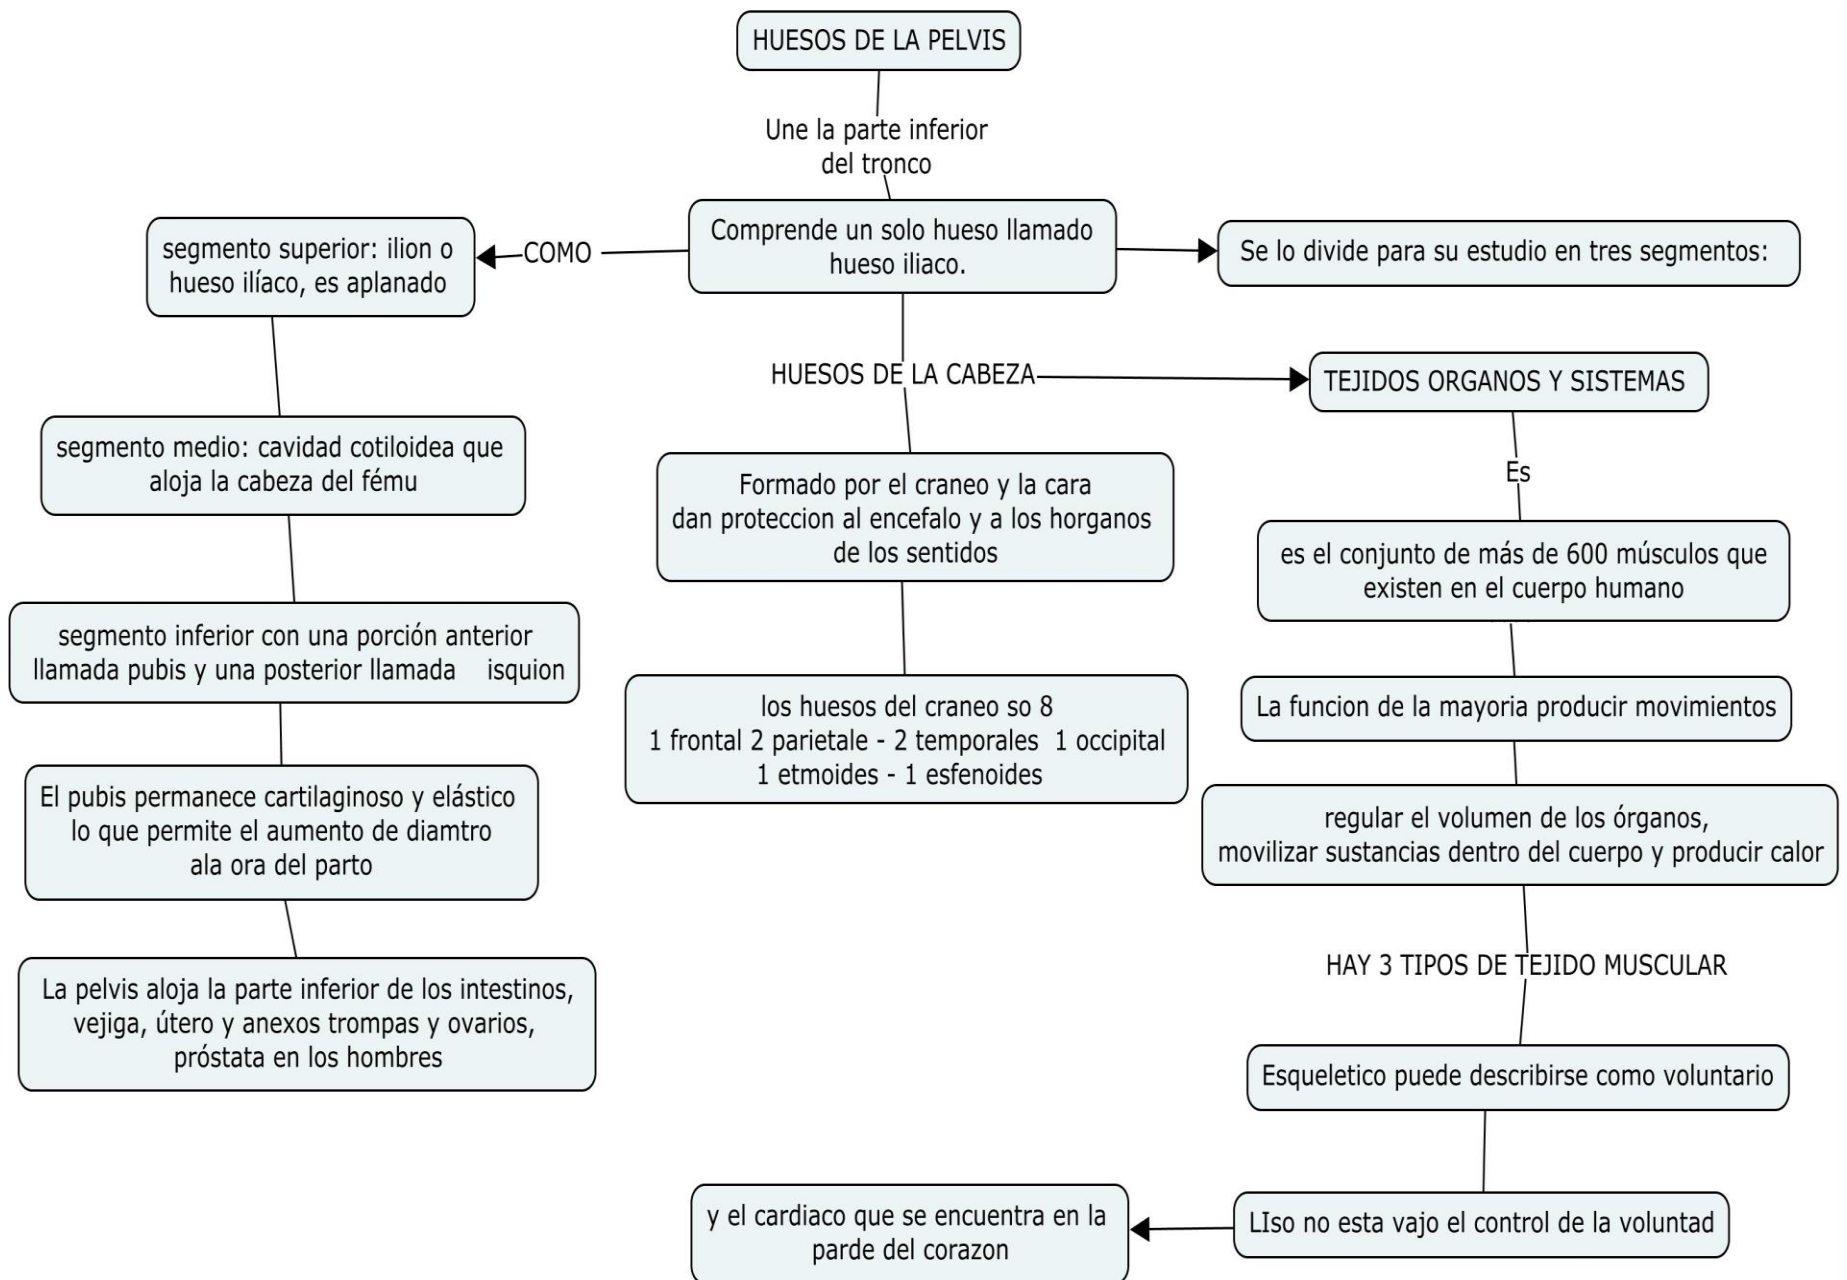 HUESOS DE LA PELVIS
Une la parte inferior
del tronco
Comprende un solo hueso llamado
hueso iliaco.
COMO
segmento superior: ilion o
hueso ilíaco, es aplanado
segmento medio: cavidad cotiloidea que
aloja la cabeza del fému
segmento inferior con una porción anterior
llamada pubis y una posterior llamada isquion
El pubis permanece cartilaginoso y elástico
lo que permite el aumento de diamtro
ala ora del parto
La pelvis aloja la parte inferior de los intestinos,
vejiga, útero y anexos trompas y ovarios,
próstata en los hombres
Se lo divide para su estudio en tres segmentos:
HUESOS DE LA CABEZA
Formado por el craneo y la cara
dan proteccion al encefalo y a los horganos
de los sentidos
los huesos del craneo so 8
1 frontal 2 parietale - 2 temporales 1 occipital
1 etmoides - 1 esfenoides
TEJIDOS ORGANOS Y SISTEMAS
Es
es el conjunto de más de 600 músculos que
existen en el cuerpo humano
La funcion de la mayoria producir movimientos
regular el volumen de los órganos,
movilizar sustancias dentro del cuerpo y producir calor
HAY 3 TIPOS DE TEJIDO MUSCULAR
Esqueletico puede describirse como voluntario
LIso no esta vajo el control de la voluntad
y el cardiaco que se encuentra en la
parde del corazon